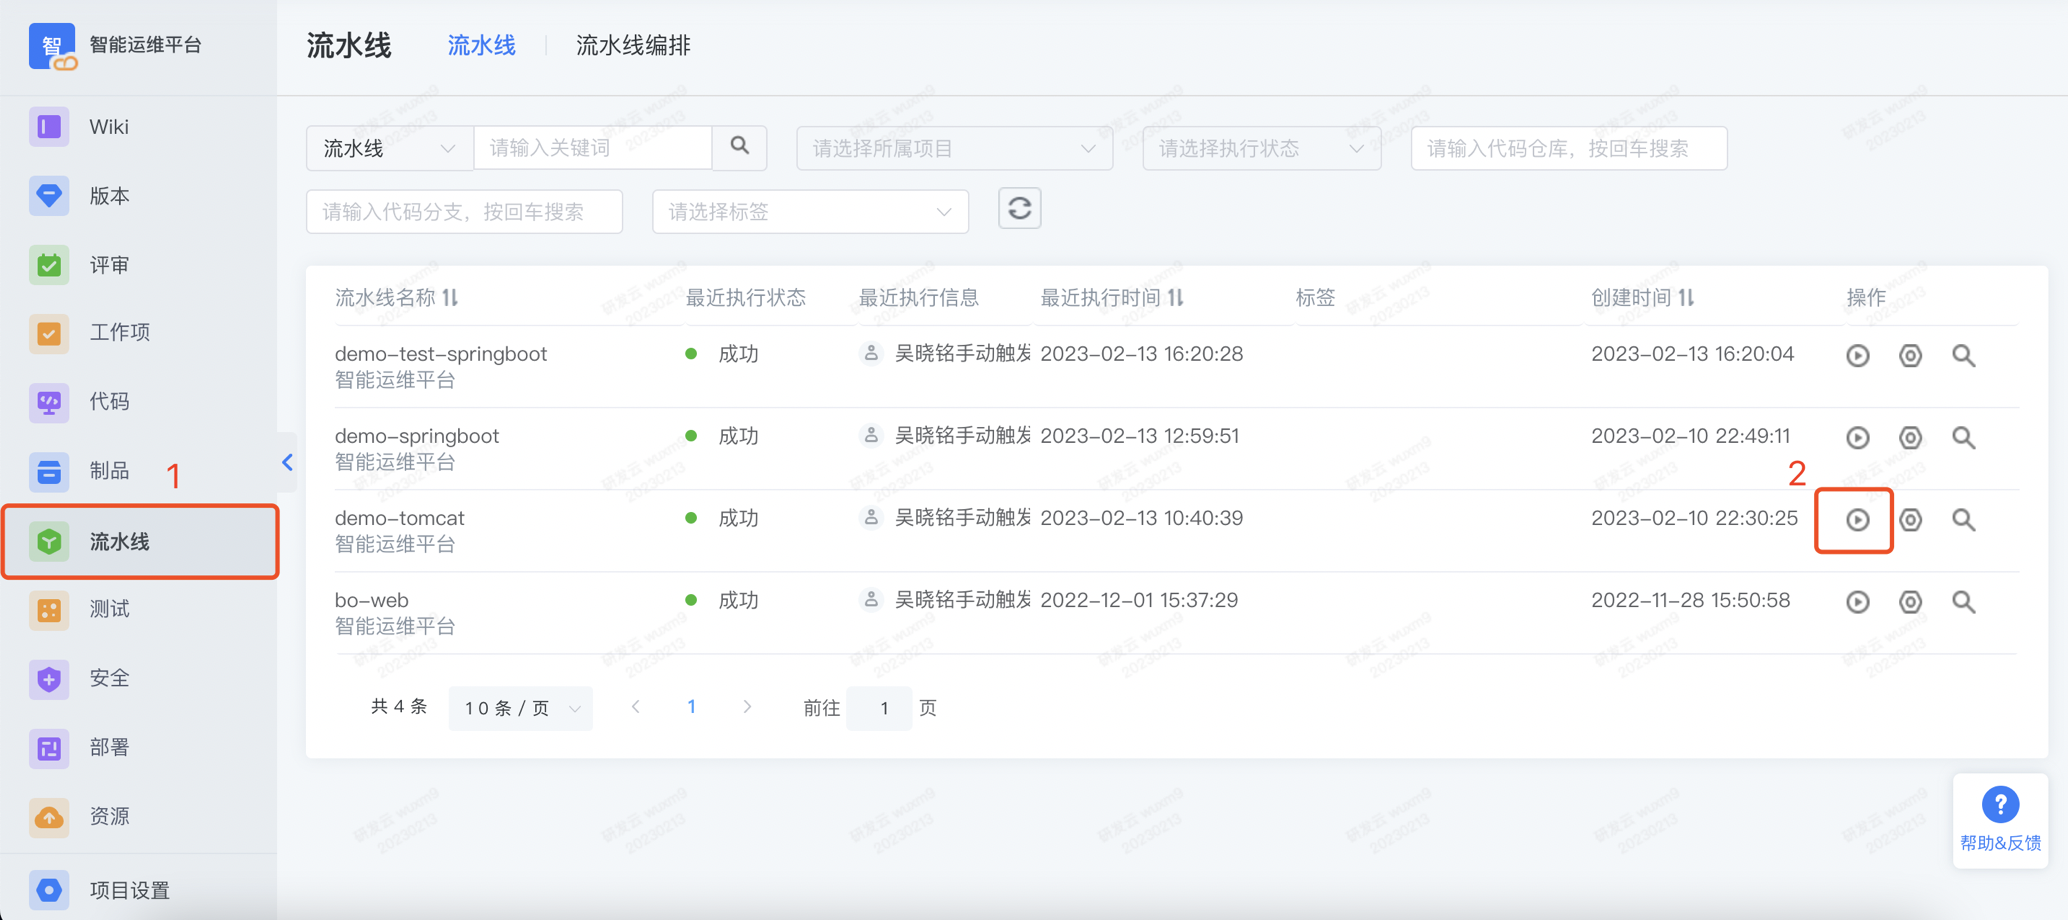 智 智能运维平台
流水线 流水线 流水线编排
Wiki
版本
评审
工作项
代码
制品
1
流水线
测试
安全
部署
资源
项目设置
流水线 请输入关键词 请选择所属项目 请选择执行状态 请输入代码仓库，按回车搜索
请输入代码分支，按回车搜索 请选择标签
流水线名称 最近执行状态 最近执行信息 最近执行时间 标签 创建时间 操作
demo-test-springboot 成功 吴晓铭手动触发 2023-02-13 16:20:28 2023-02-13 16:20:04
智能运维平台
demo-springboot 成功 吴晓铭手动触发 2023-02-13 12:59:51 2023-02-10 22:49:11
智能运维平台
2
demo-tomcat 成功 吴晓铭手动触发 2023-02-13 10:40:39 2023-02-10 22:30:25
智能运维平台
bo-web 成功 吴晓铭手动触发 2022-12-01 15:37:29 2022-11-28 15:50:58
智能运维平台
共 4 条 10 条 / 页 1 前往 1 页
?
帮助&反馈
研发云 wuxm9
20230213